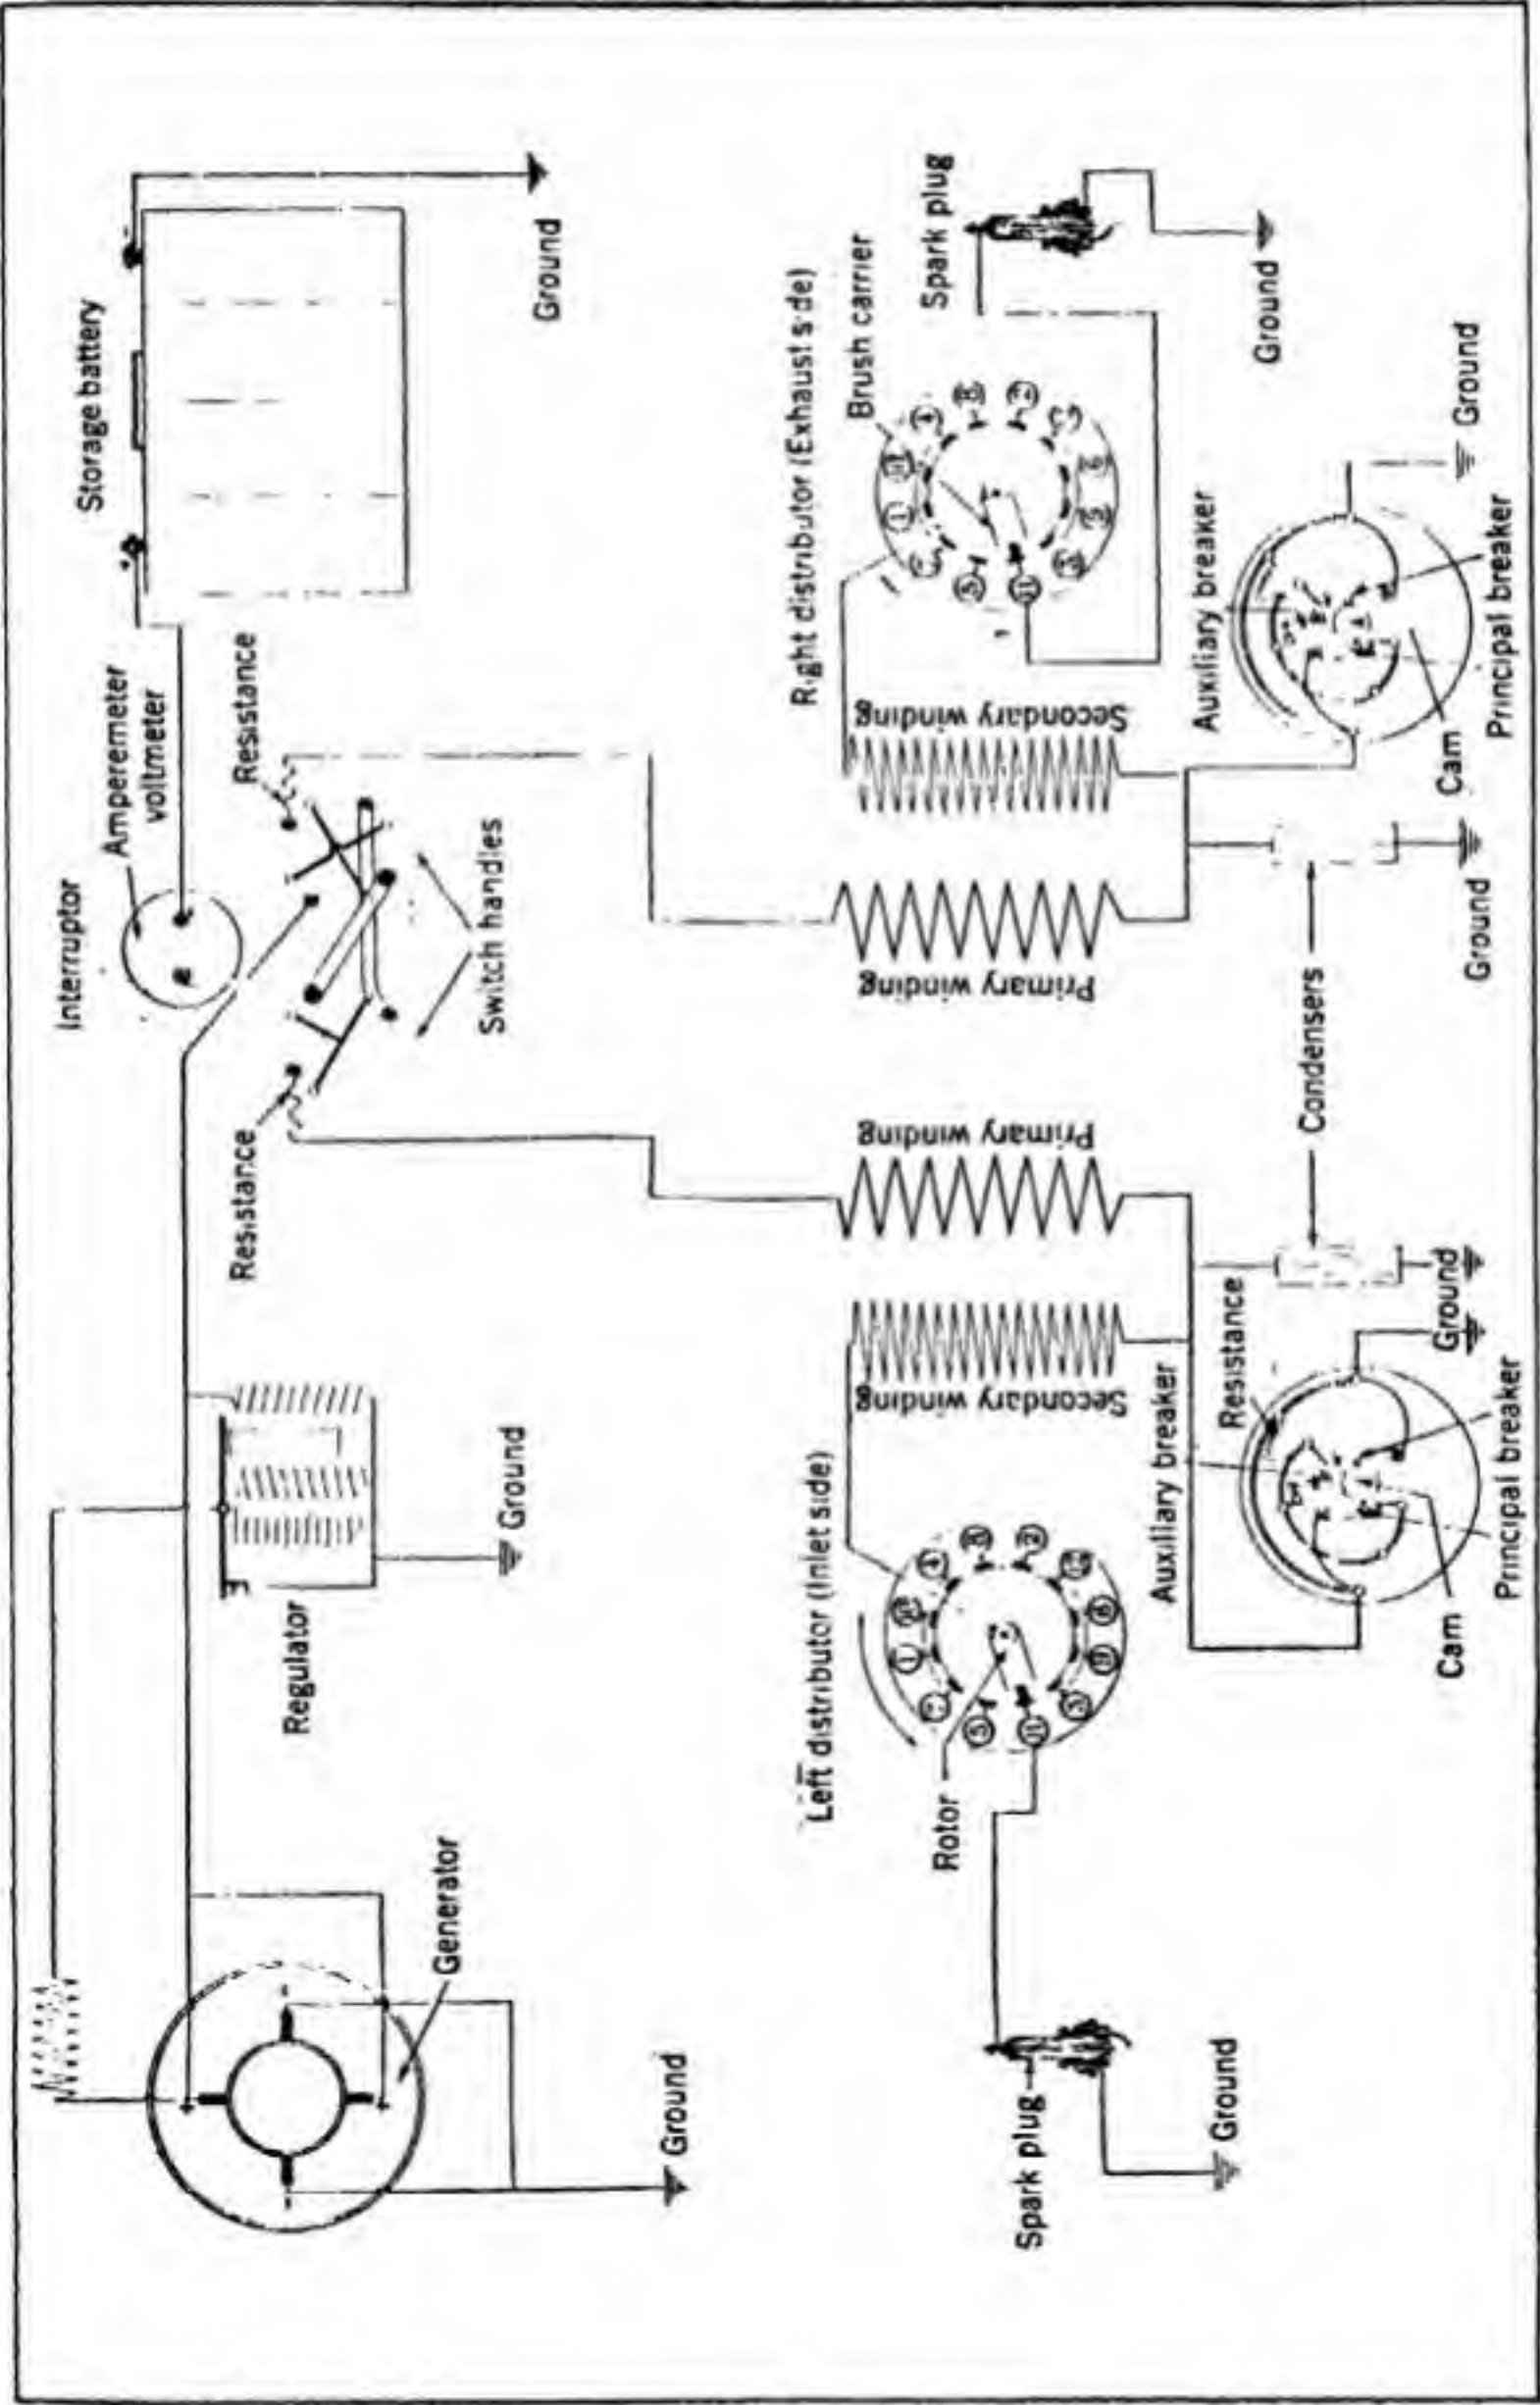 Interruptor
Amperemeter
voltmeter
Storage battery
Resistance
Resistance
Switch handles
Ground
Regulator
Ground
Generator
Ground
Left distributor (Inlet side)
Rotor
Spark plug
Ground
Secondary winding
Primary winding
Primary winding
Secondary winding
Right distributor (Exhaust side)
Brush carrier
Spark plug
Ground
Auxiliary breaker
Resistance
Ground
Cam
Principal breaker
Condensers
Ground
Auxiliary breaker
Cam
Principal breaker
Ground